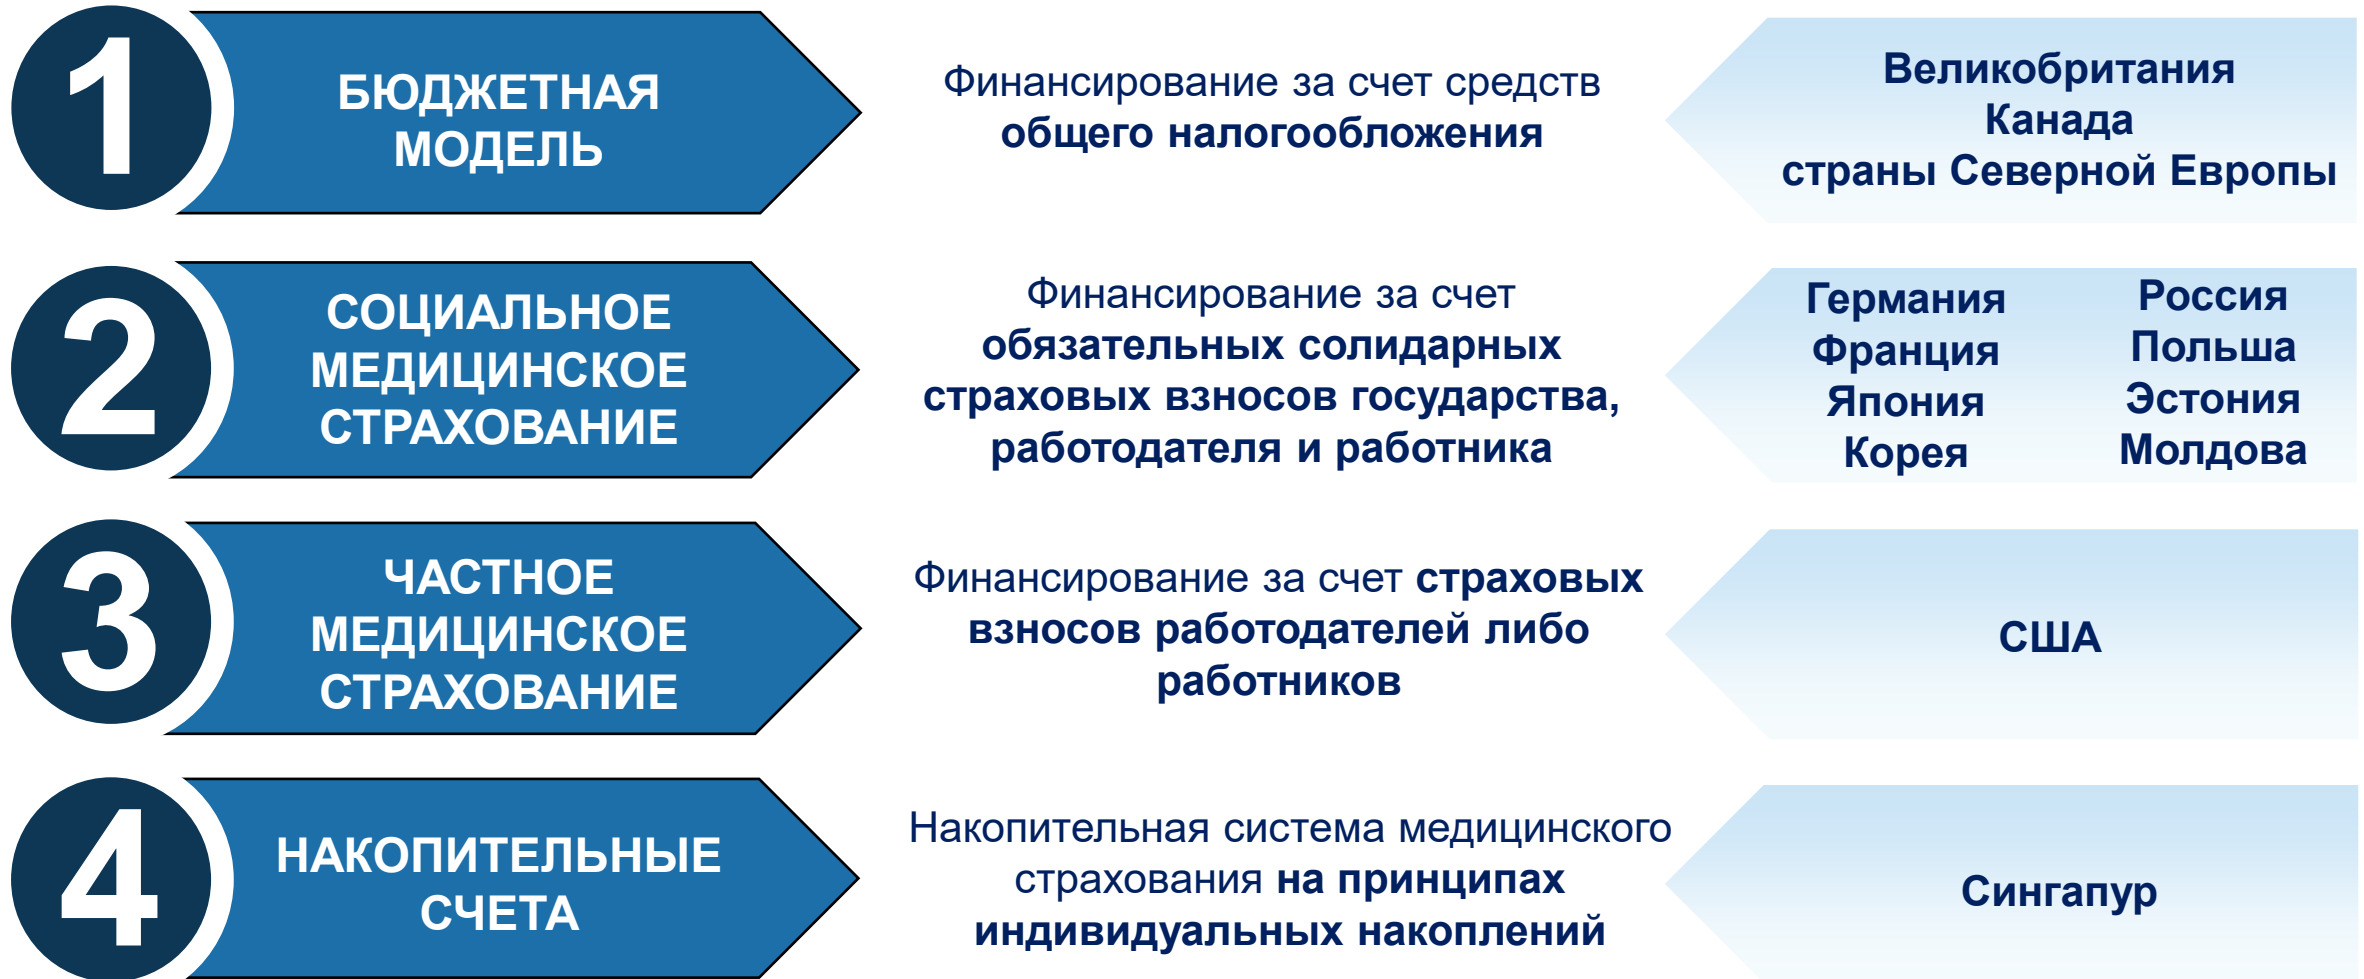 1
БЮДЖЕТНАЯ
МОДЕЛЬ
Финансирование за счет средств
общего налогообложения
Великобритания
Канада
страны Северной Европы
2
СОЦИАЛЬНОЕ
МЕДИЦИНСКОЕ
СТРАХОВАНИЕ
Финансирование за счет
обязательных солидарных
страховых взносов государства,
работодателя и работника
Германия
Франция
Япония
Корея
Россия
Польша
Эстония
Молдова
3
ЧАСТНОЕ
МЕДИЦИНСКОЕ
СТРАХОВАНИЕ
Финансирование за счет страховых
взносов работодателей либо
работников
США
4
НАКОПИТЕЛЬНЫЕ
СЧЕТА
Накопительная система медицинского
страхования на принципах
индивидуальных накоплений
Сингапур